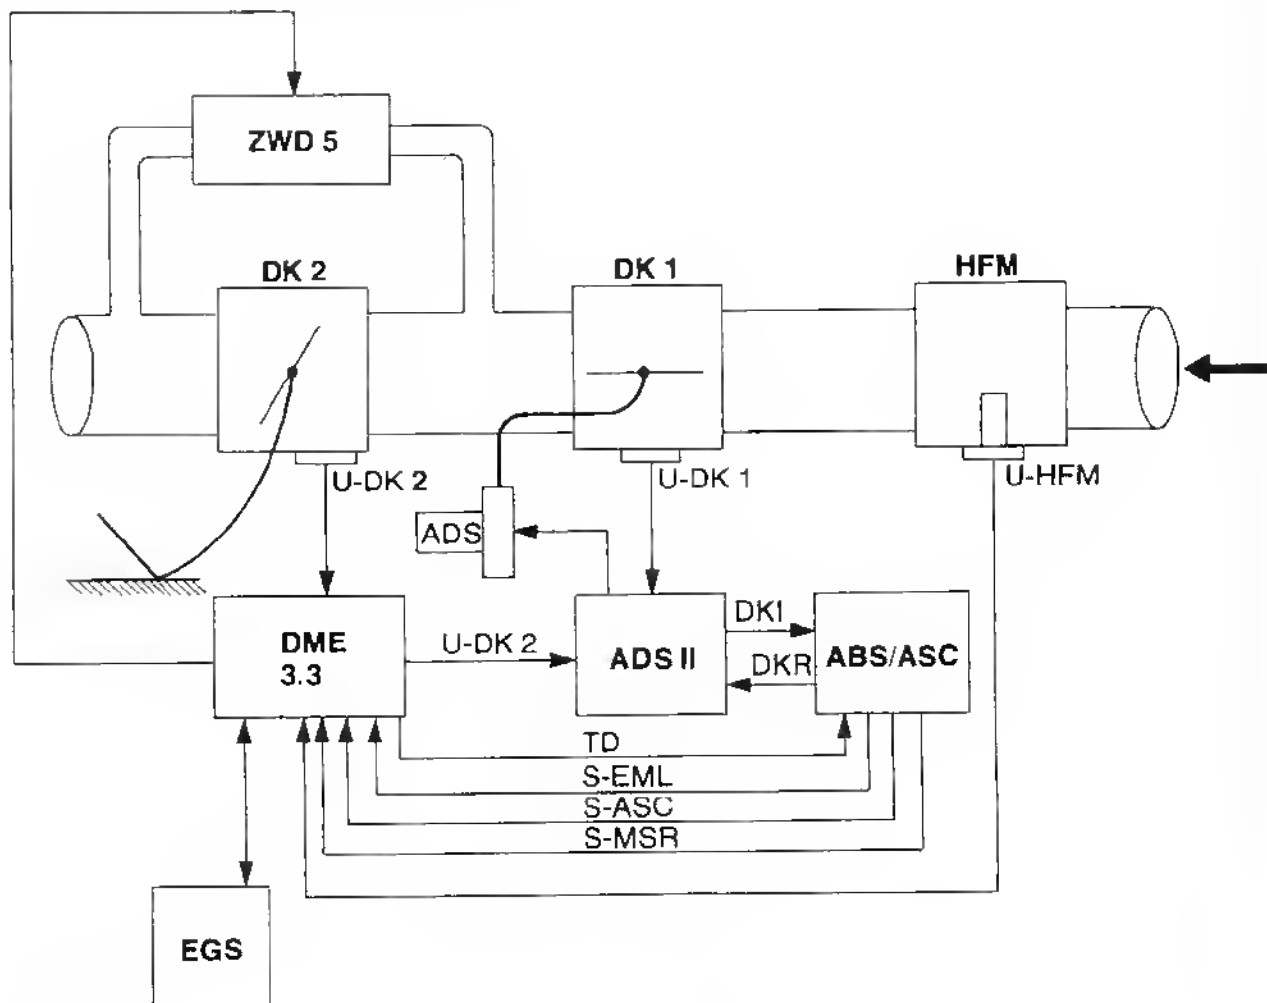 ZWD 5
DK 2
DK 1
HFM
U-DK 2
U-DK 1
U-HFM
ADS
DME
3.3
U-DK 2
ADS II
DKI
DKR
ABS/ASC
TD
S-EML
S-ASC
S-MSR
EGS